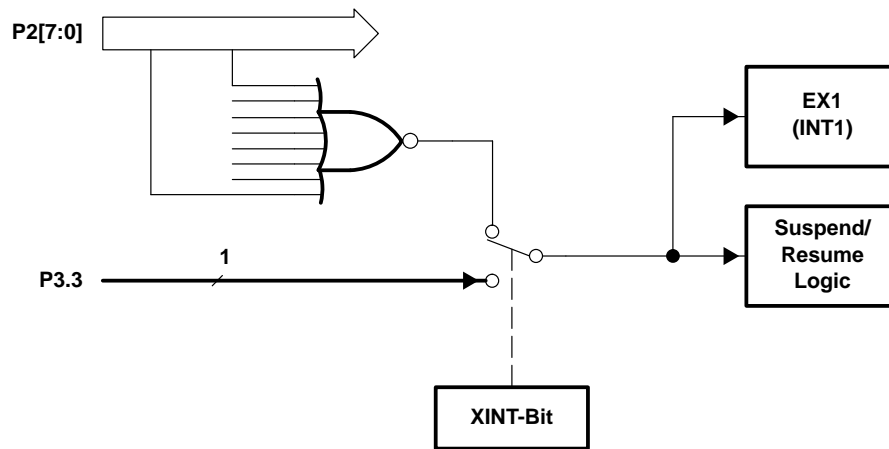 P2[7:0]
EX1
(INT1)
Suspend/
Resume
Logic
1
P3.3
XINT-Bit